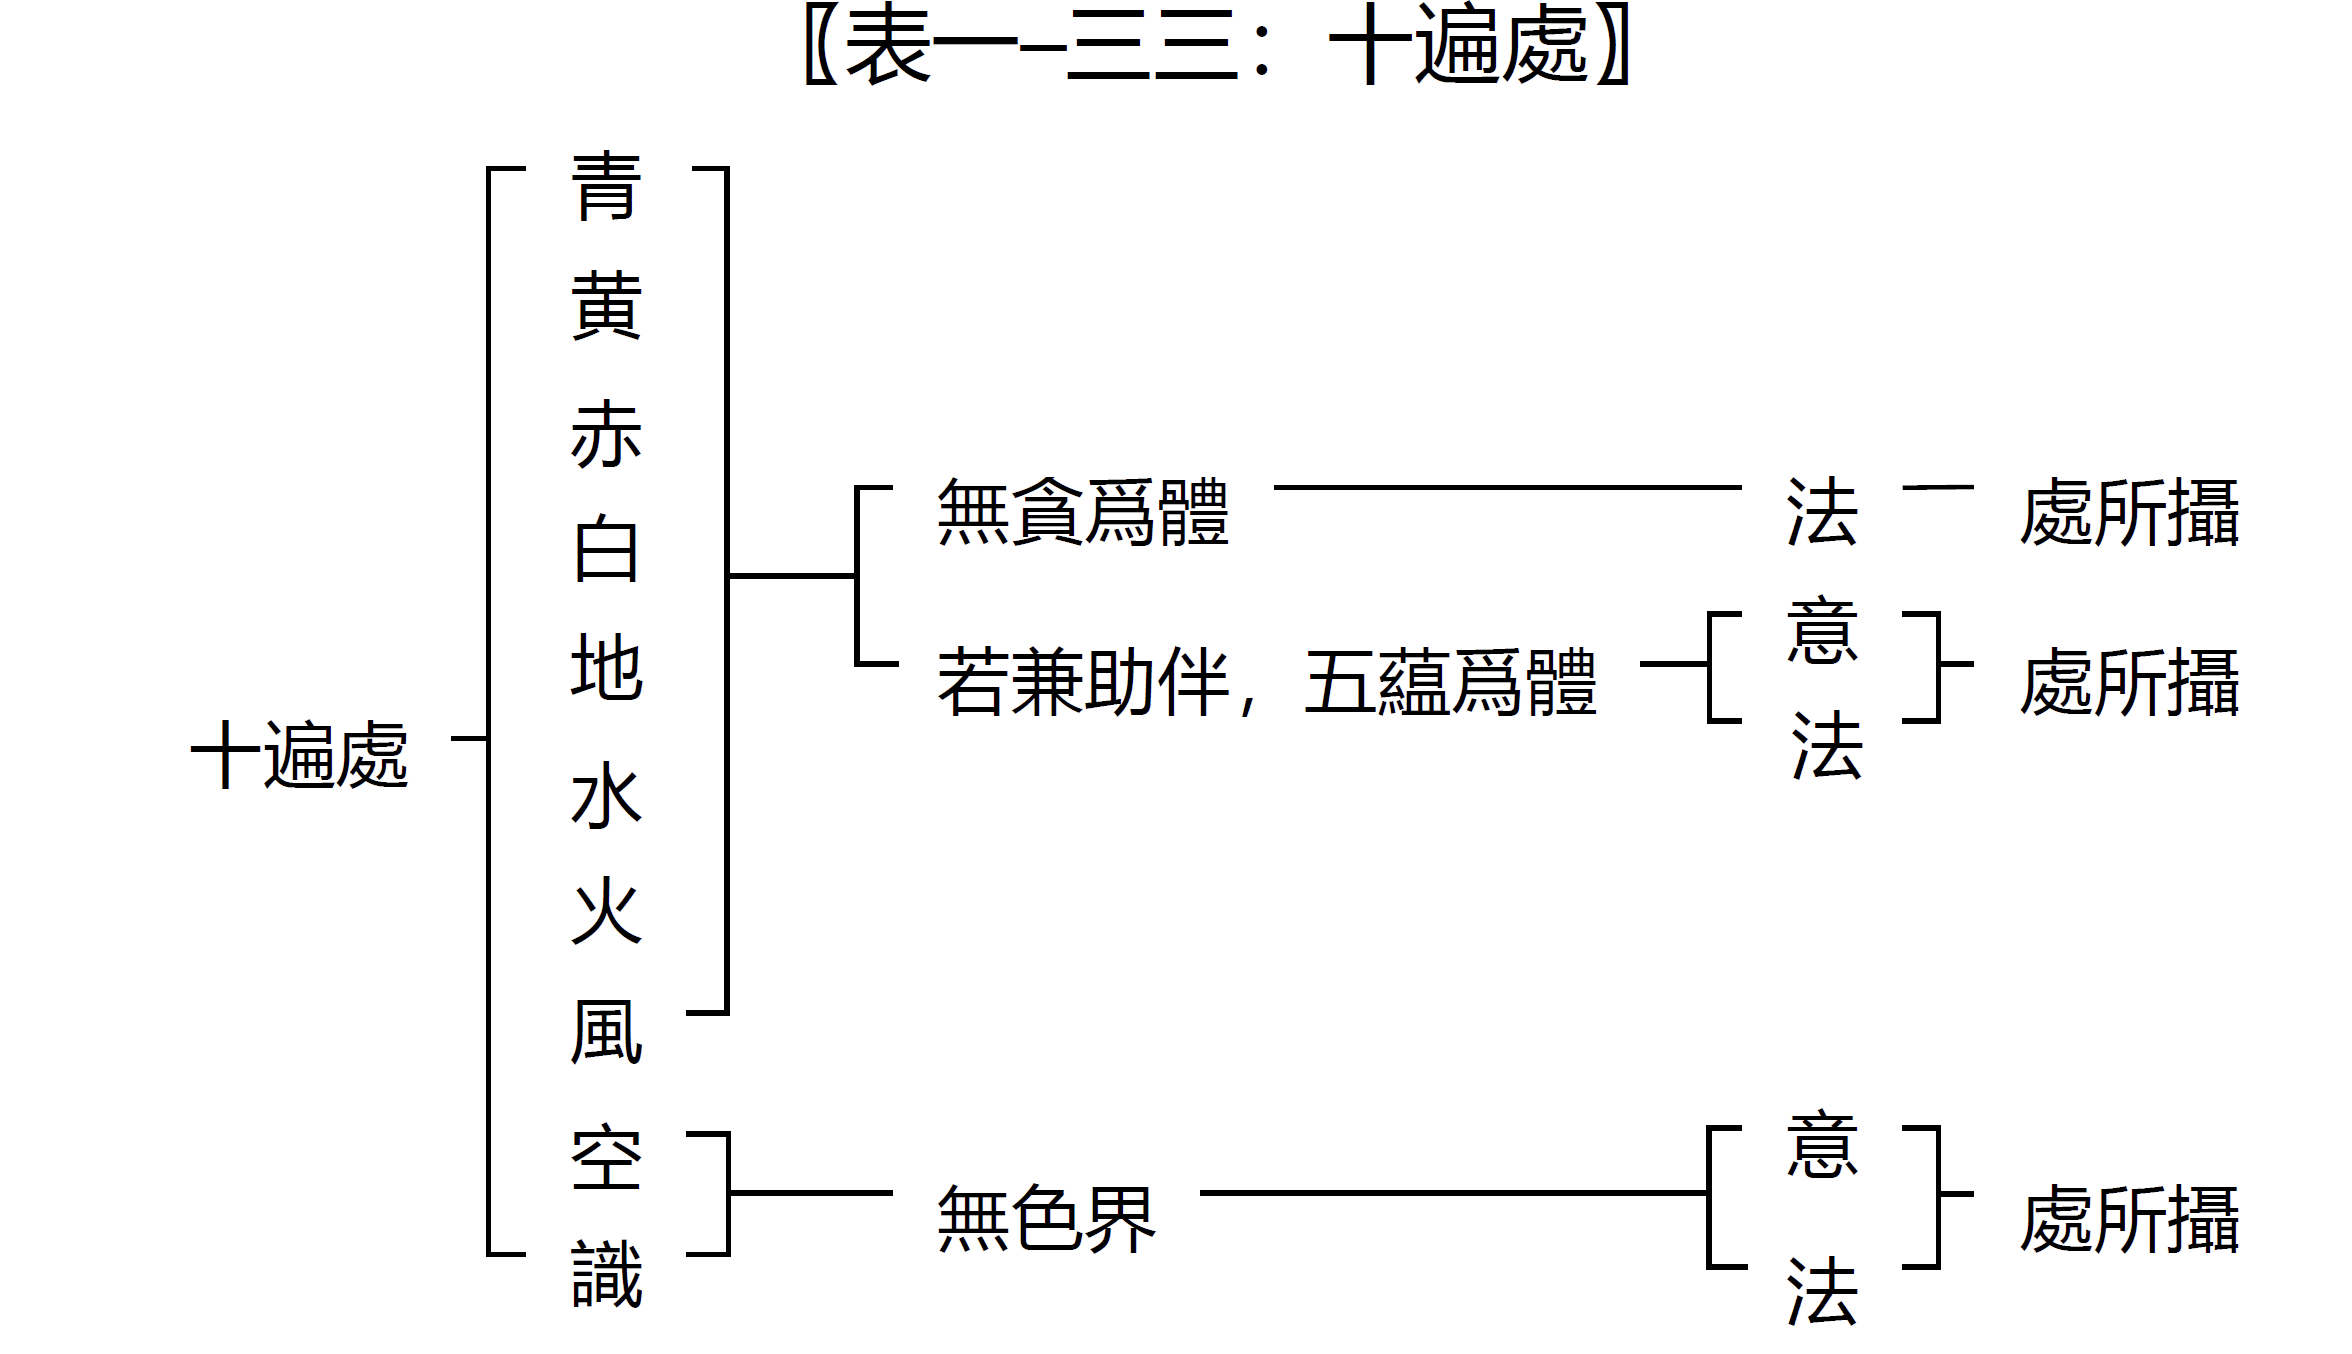 〖表一–三三：十遍處〗
十遍處
青
黄
赤
白
地
水
火
風
空
識
無貪爲體
法
處所攝
若兼助伴，五蘊爲體
意
法
處所攝
無色界
意
法
處所攝